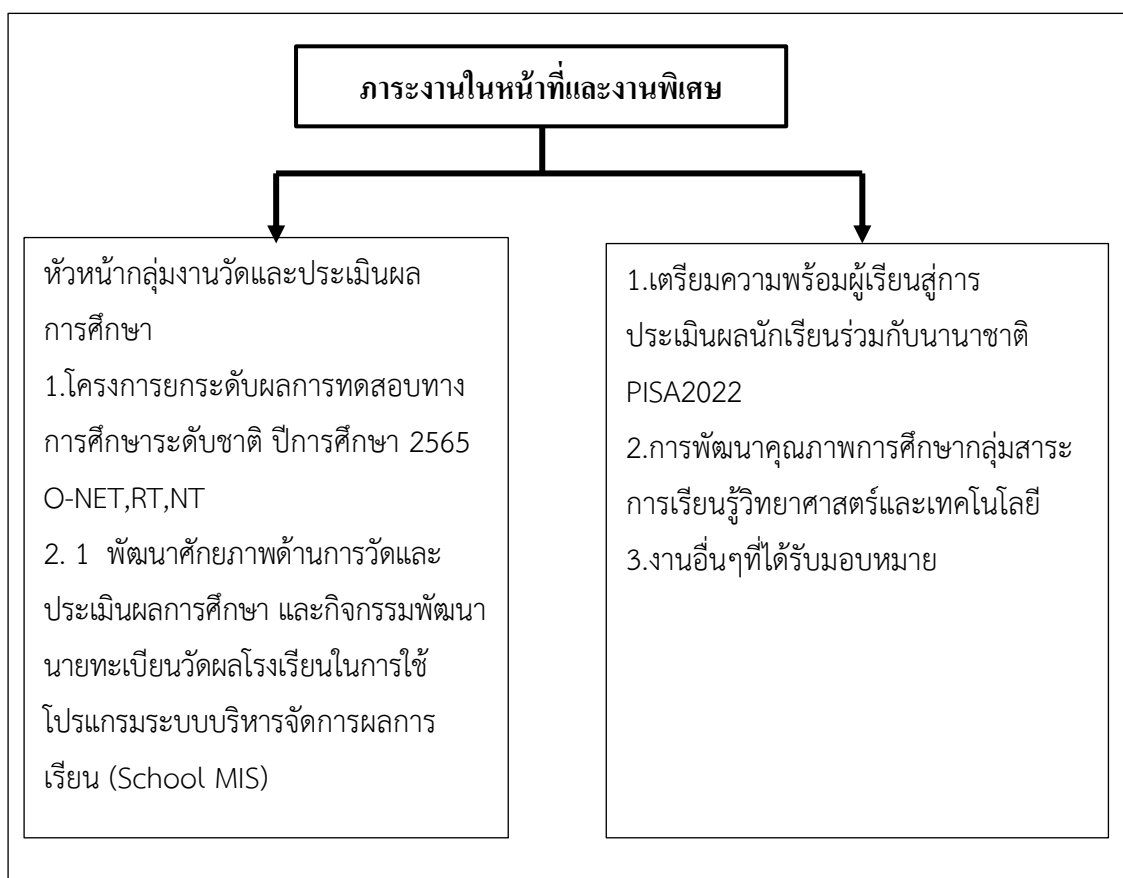 ภาระงานในหน้าที่และงานพิเศษ
หัวหน้ากลุ่มงานวัดและประเมินผล
การศึกษา
1.โครงการยกระดับผลการทดสอบทาง
การศึกษาระดับชาติ ปีการศึกษา 2565
O-NET,RT,NT
2. 1 พัฒนาศักยภาพด้านการวัดและ
ประเมินผลการศึกษา และกิจกรรมพัฒนา
นายทะเบียนวัดผลโรงเรียนในการใช้
โปรแกรมระบบบริหารจัดการผลการ
เรียน (School MIS)
1.เตรียมความพร้อมผู้เรียนสู่การ
ประเมินผลนักเรียนร่วมกับนานาชาติ
PISA2022
2.การพัฒนาคุณภาพการศึกษากลุ่มสาระ
การเรียนรู้วิทยาศาสตร์และเทคโนโลยี
3.งานอื่นๆที่ได้รับมอบหมาย